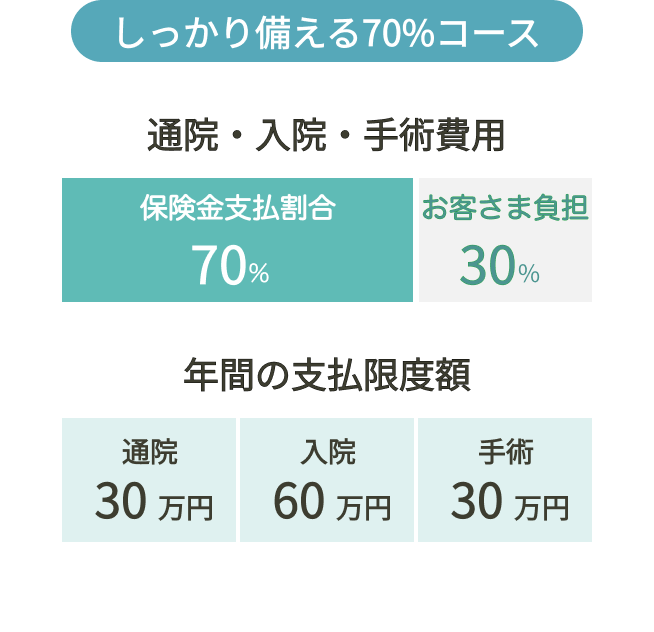 しっかり備える70%コース
通院・入院・手術費用
保険金支払割合
70%
お客さま負担
30%
年間の支払限度額
通院
30 万円
入院
60 万円
手術
30 万円